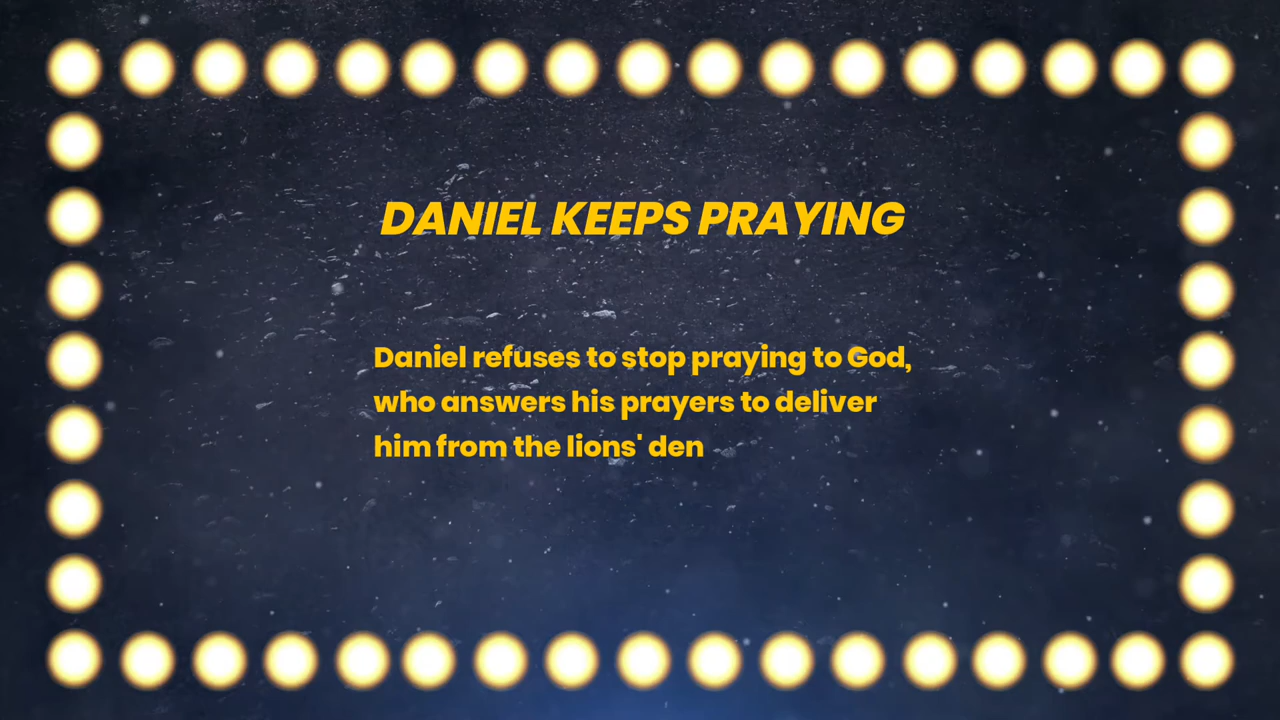 DANIEL KEEPS PRAYING
Daniel refuses to stop praying to God,
who answers his prayers to deliver
him from the lions' den